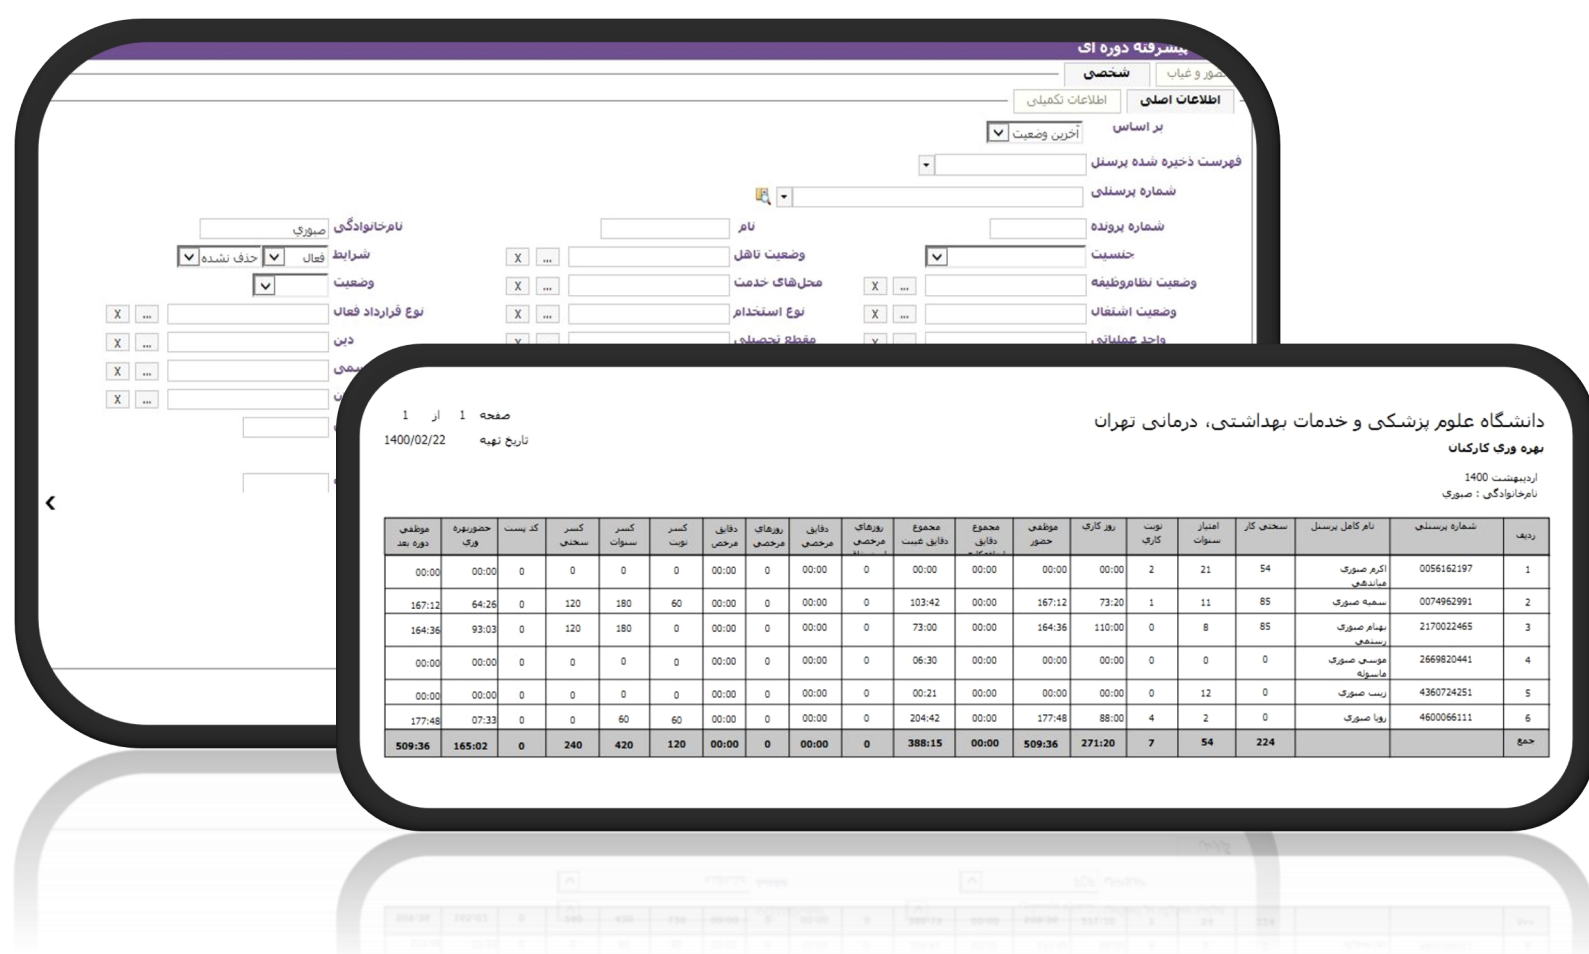 پیشرفته دوره ای
حضور و غیاب شخصی
اطلاعات اصلی اطلاعات تکمیلی
بر اساس آخرین وضعیت
فهرست ذخیره شده پرسنل
شماره پرسنلی
شماره پرونده نام نام‌خانوادگی صبوری
جنسیت وضعیت تاهل ... X شرایط فعال حذف نشده
وضعیت نظام‌وظیفه ... X محل‌های خدمت ... X وضعیت
وضعیت اشتغال ... X نوع استخدام ... X نوع قرارداد فعال ... X
واحد عملیاتی ... X مقطع تحصیلی ... X دین ... X
... X
... X
دانشگاه علوم پزشکی و خدمات بهداشتی، درمانی تهران
صفحه 1 از 1
بهره وری کارکنان
تاریخ تهیه 1400/02/22
اردیبهشت 1400
نام‌خانوادگی : صبوری
ردیف شماره پرسنلی نام کامل پرسنل سختی کار امتیاز سنوات نوبت کاری روز کاری موظفی حضور مجموع دقایق مجموع دقایق غیبت روزهای مرخصی دقایق مرخصی روزهای مرخصی دقایق مرخص کسر نوبت کسر سنوات کسر سختی کد پست حضوربهره وری موظفی دوره بعد
1 0056162197 اکرم صبوری میاندهی 54 21 2 00:00 00:00 00:00 00:00 0 00:00 0 00:00 0 0 0 0 00:00 00:00
2 0074962991 سمیه صبوری 85 11 1 73:20 167:12 00:00 103:42 0 00:00 0 00:00 60 180 120 0 64:26 167:12
3 2170022465 بهنام صبوری رستمی 85 8 0 110:00 164:36 00:00 73:00 0 00:00 0 00:00 0 180 120 0 93:03 164:36
4 2669820441 موسی صبوری ماسوله 0 0 0 00:00 00:00 00:00 06:30 0 00:00 0 00:00 0 0 0 0 00:00 00:00
5 4360724251 زینب صبوری 0 12 0 00:00 00:00 00:00 00:21 0 00:00 0 00:00 0 0 0 0 00:00 00:00
6 4600066111 رویا صبوری 0 2 4 88:00 177:48 00:00 204:42 0 00:00 0 00:00 60 60 0 0 07:33 177:48
جمع 224 54 7 271:20 509:36 00:00 388:15 0 00:00 0 00:00 120 420 240 0 165:02 509:36